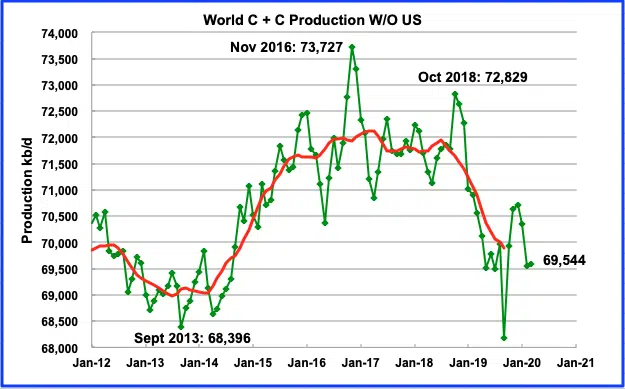 World C + C Production W/O US
Production kb/d
74,000
73,500
73,000
72,500
72,000
71,500
71,000
70,500
70,000
69,500
69,000
68,500
68,000
Nov 2016: 73,727
Oct 2018: 72,829
69,544
Sept 2013: 68,396
Jan-12 Jan-13 Jan-14 Jan-15 Jan-16 Jan-17 Jan-18 Jan-19 Jan-20 Jan-21